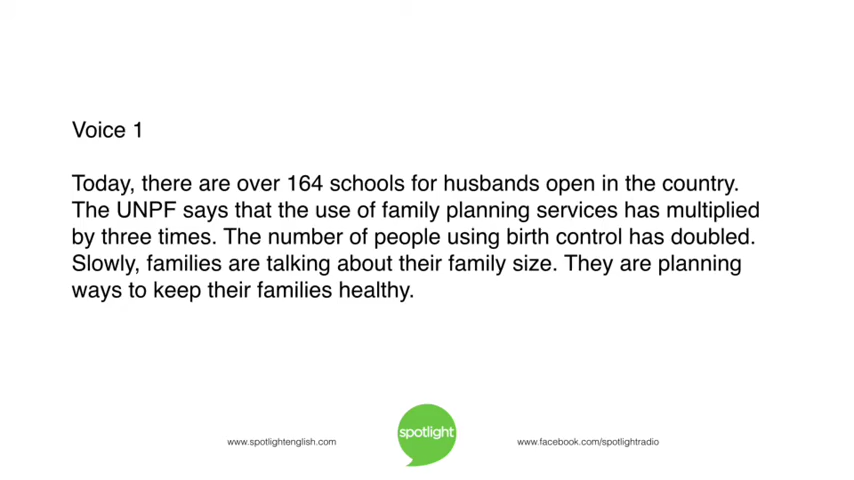 Voice 1
Today, there are over 164 schools for husbands open in the country.
The UNPF says that the use of family planning services has multiplied
by three times. The number of people using birth control has doubled.
Slowly, families are talking about their family size. They are planning
ways to keep their families healthy.
spotlight
www.spotlightenglish.com
www.facebook.com/spotlightradio